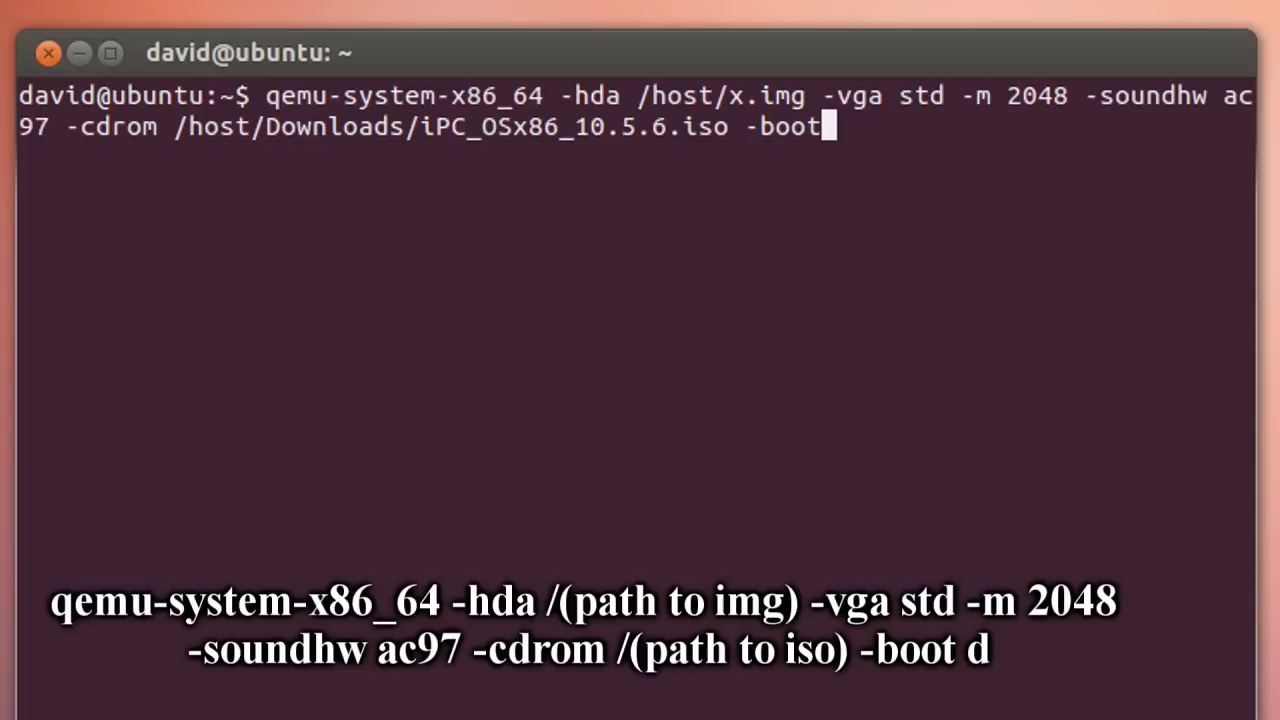 david@ubuntu: ~
david@ubuntu:~$ qemu-system-x86_64 -hda /host/x.img -vga std -m 2048 -soundhw ac
97 -cdrom /host/Downloads/iPC_OSx86_10.5.6.iso -boot
qemu-system-x86_64 -hda /(path to img) -vga std -m 2048
-soundhw ac97 -cdrom /(path to iso) -boot d